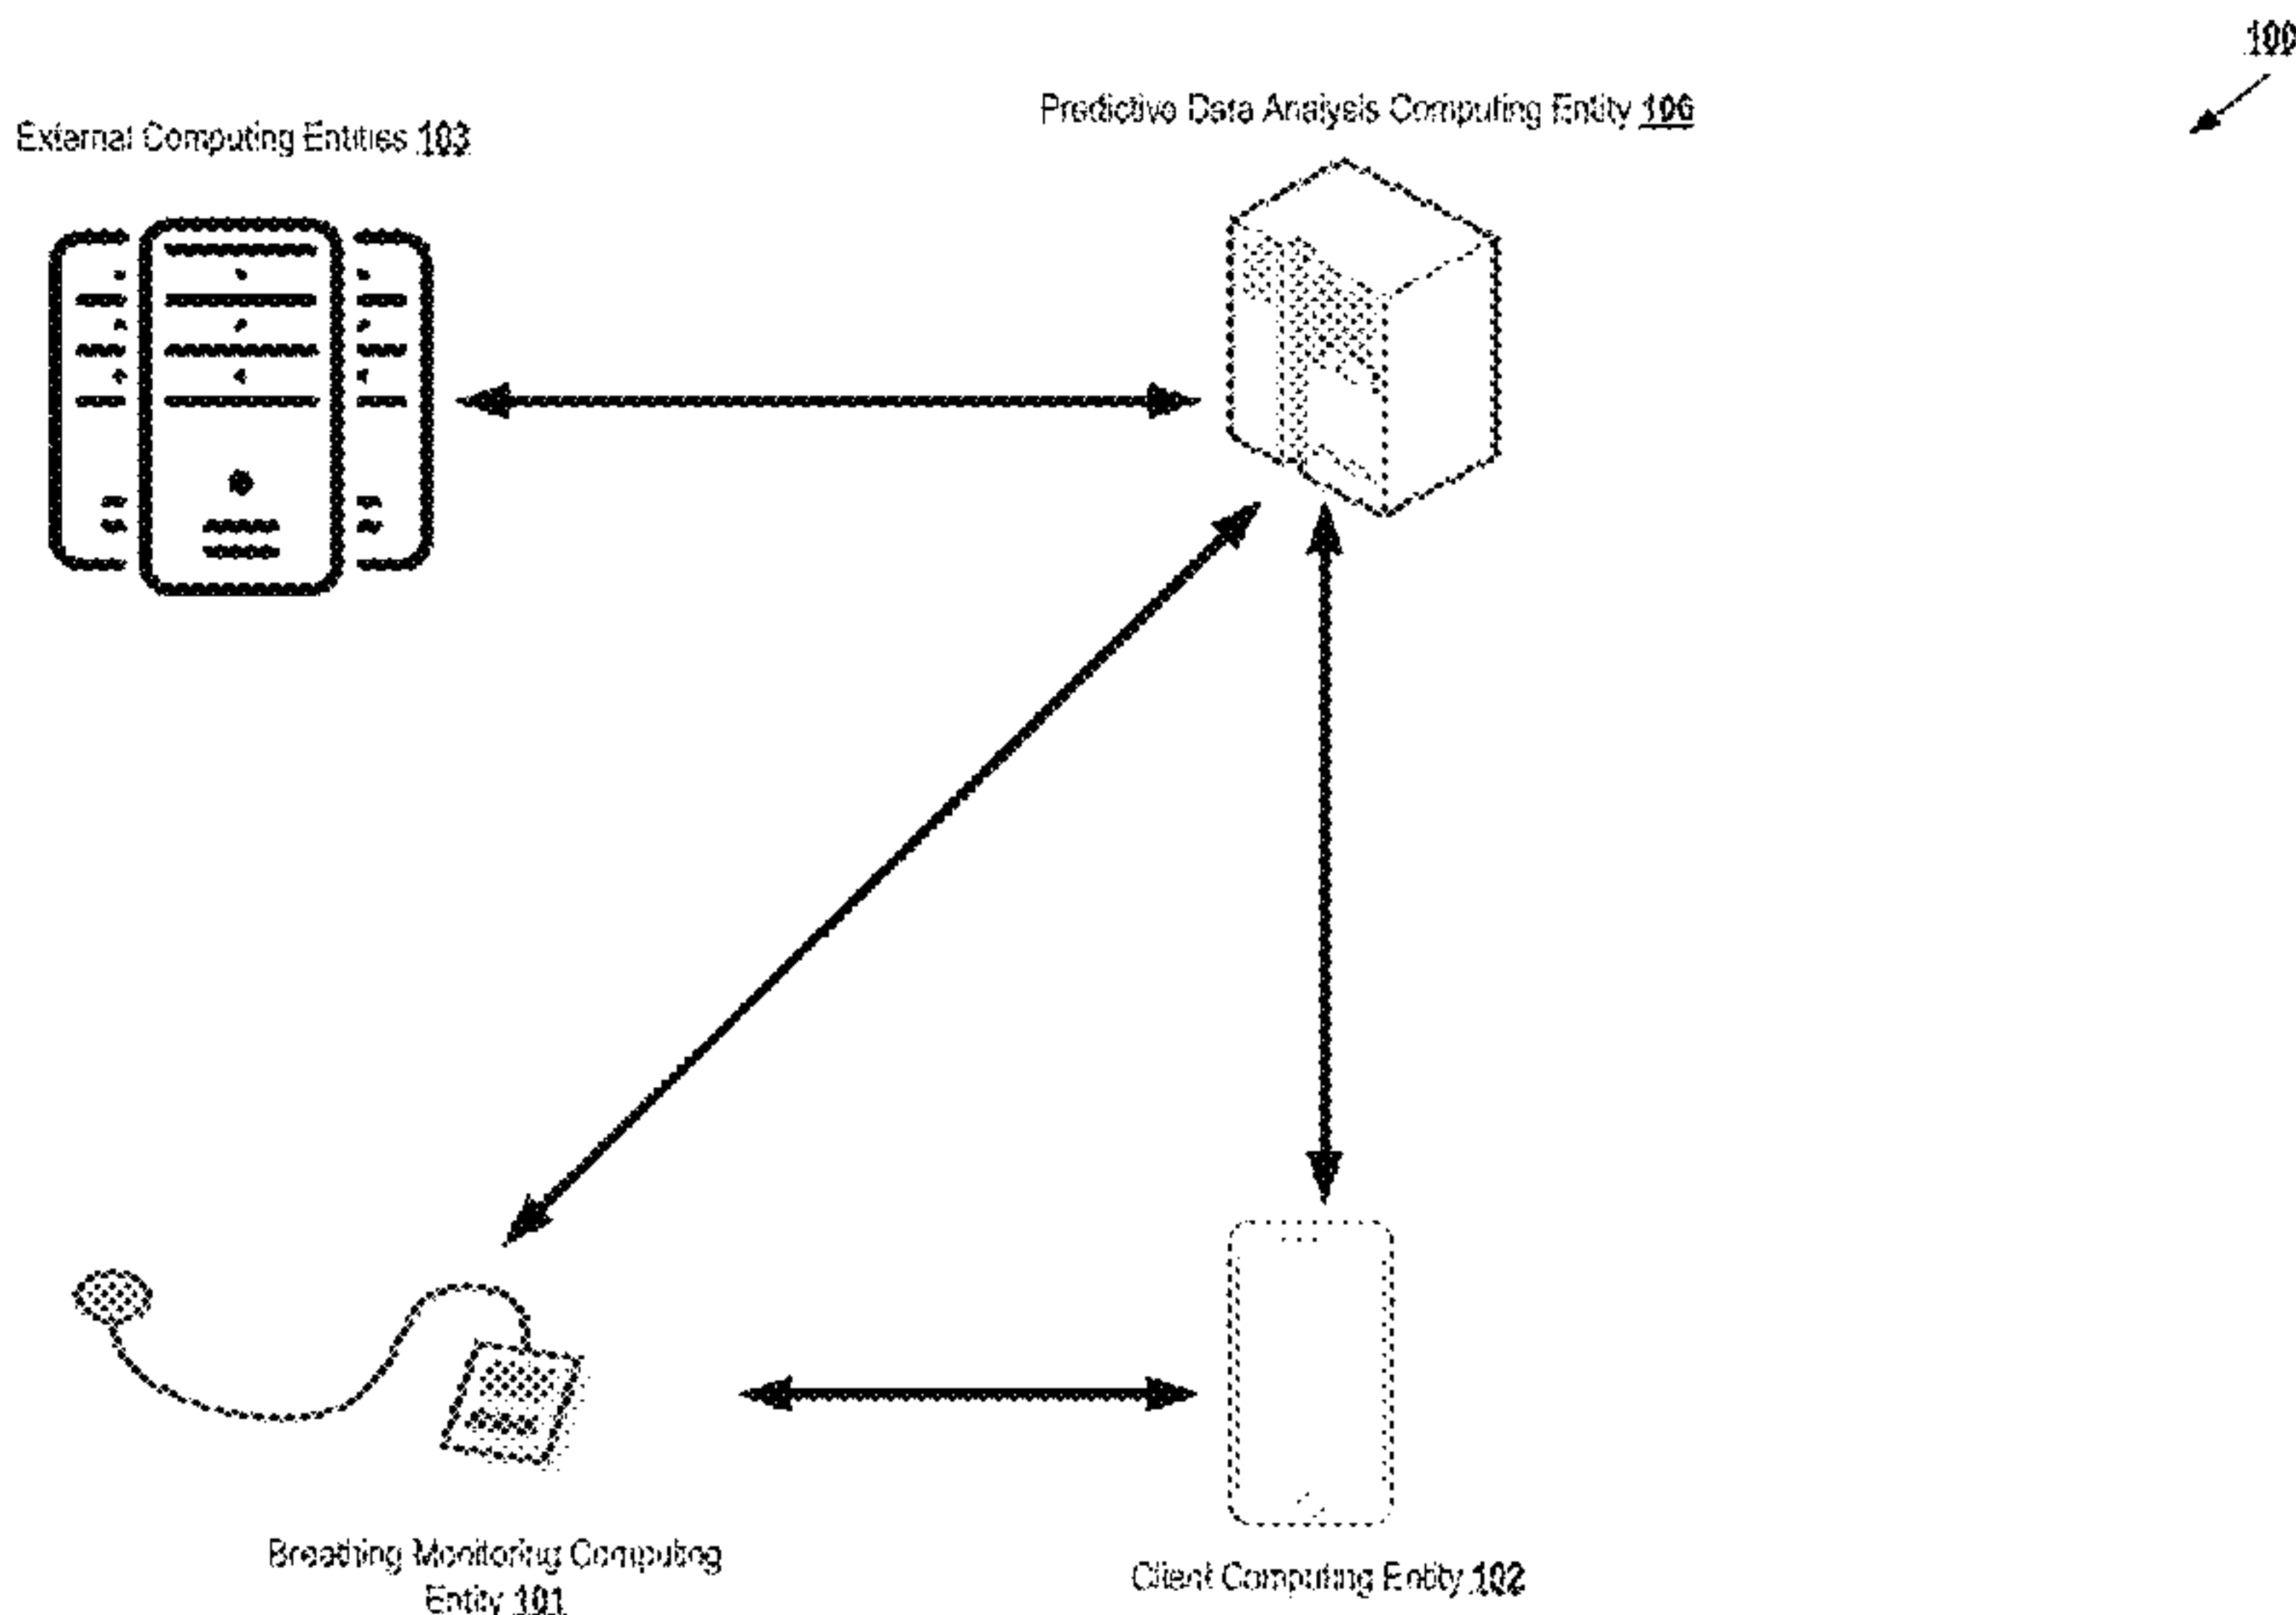 100
Predictive Data Analysis Computing Entity 106
External Computing Entities 103
Breathing Monitoring Computing
Entity 101
Client Computing Entity 102